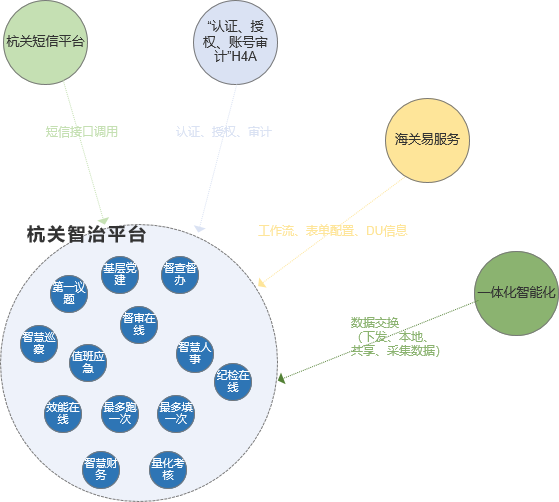 杭关短信平台
“认证、授
权、账号审
计”H4A
短信接口调用
认证、授权、审计
海关易服务
工作流、表单配置、DU信息
杭关智治平台
一体化智能化
数据交换
（下发：本地、
共享、采集数据）
基层党
建
督查督
办
第一议
题
督审在
线
智慧巡
察
值班应
急
智慧人
事
纪检在
线
效能在
线
最多跑
一次
最多填
一次
智慧财
务
量化考
核